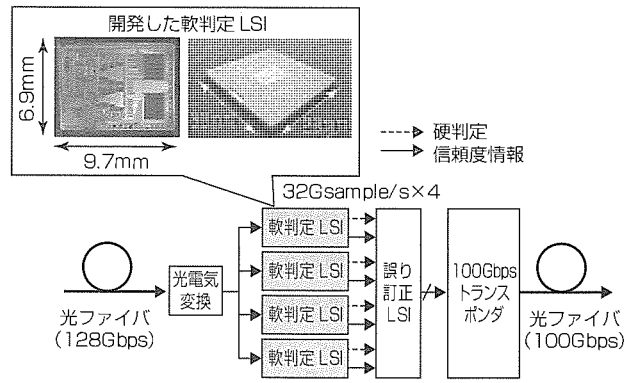 開発した軟判定LSI
6.9mm
9.7mm
硬判定
信頼度情報
32Gsample/s×4
軟判定LSI
軟判定LSI
軟判定LSI
軟判定LSI
光電気
変換
誤り
訂正
LSI
100Gbps
トランス
ポンダ
光ファイバ
(128Gbps)
光ファイバ
(100Gbps)